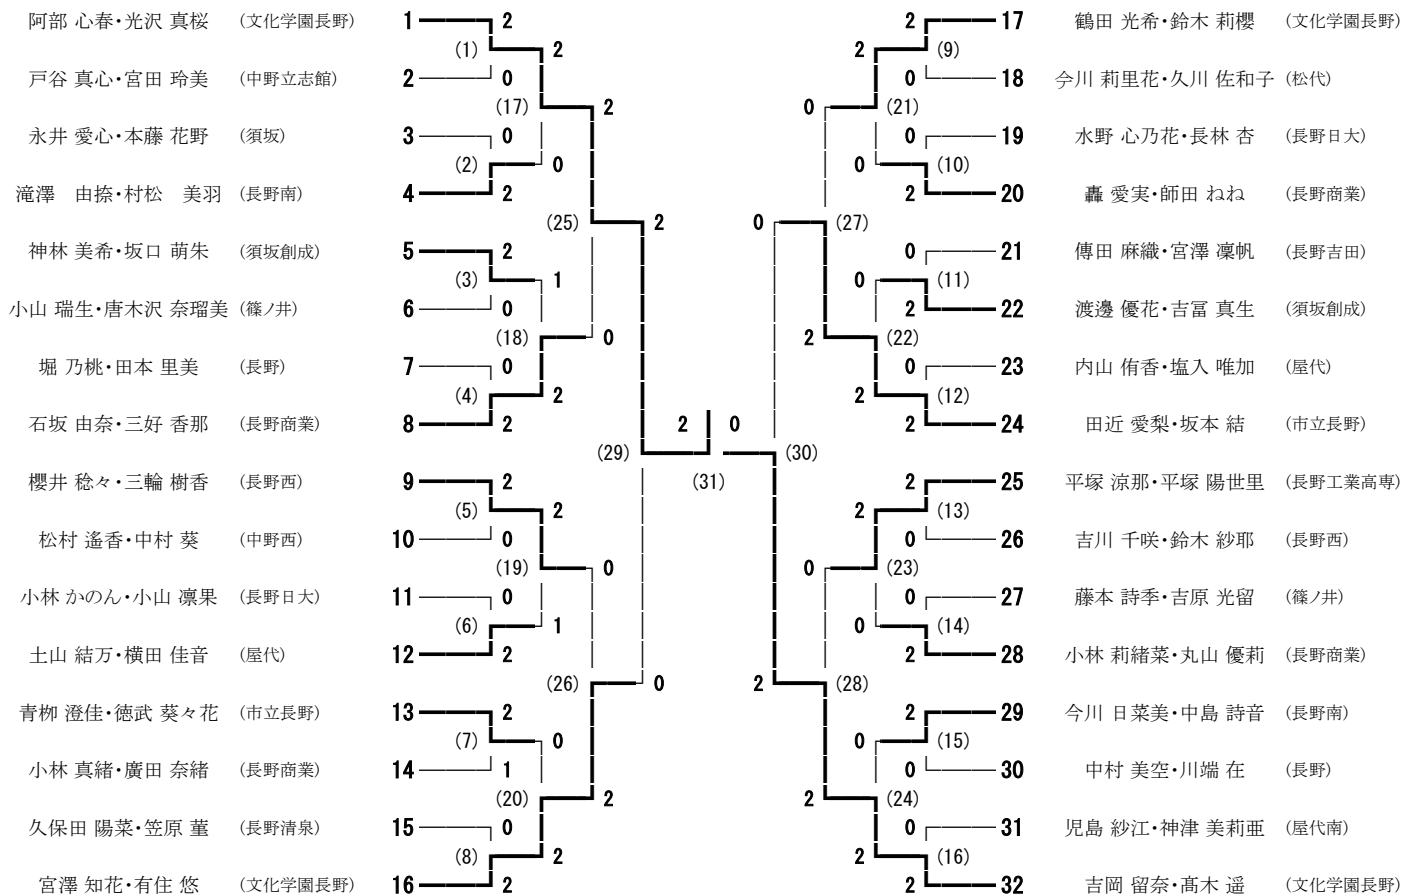 阿部 心春・光沢 真桜 (文化学園長野) 1 2 2 17 鶴田 光希・鈴木 莉櫻 (文化学園長野)
(1) 2 2 (9)
戸谷 真心・宮田 玲美 (中野立志館) 2 0 0 18 今川 莉里花・久川 佐和子 (松代)
(17) 2 0 (21)
永井 愛心・本藤 花野 (須坂) 3 0 0 19 水野 心乃花・長林 杏 (長野日大)
(2) 0 0 (10)
滝澤 由捺・村松 美羽 (長野南) 4 2 2 20 轟 愛実・師田 ねね (長野商業)
(25) 2 0 (27)
神林 美希・坂口 萌朱 (須坂創成) 5 2 0 21 傳田 麻織・宮澤 凜帆 (長野吉田)
(3) 1 0 (11)
小山 瑞生・唐木沢 奈瑠美 (篠ノ井) 6 0 2 22 渡邊 優花・吉冨 真生 (須坂創成)
(18) 0 2 (22)
堀 乃桃・田本 里美 (長野) 7 0 0 23 内山 侑香・塩入 唯加 (屋代)
(4) 2 2 (12)
石坂 由奈・三好 香那 (長野商業) 8 2 2 0 2 24 田近 愛梨・坂本 結 (市立長野)
(29) (30)
櫻井 稔々・三輪 樹香 (長野西) 9 2 (31) 2 25 平塚 涼那・平塚 陽世里 (長野工業高専)
(5) 2 2 (13)
松村 遙香・中村 葵 (中野西) 10 0 0 26 吉川 千咲・鈴木 紗耶 (長野西)
(19) 0 0 (23)
小林 かのん・小山 凛果 (長野日大) 11 0 0 27 藤本 詩季・吉原 光留 (篠ノ井)
(6) 1 0 (14)
土山 結万・横田 佳音 (屋代) 12 2 2 28 小林 莉緒菜・丸山 優莉 (長野商業)
(26) 0 2 (28)
青栁 澄佳・徳武 葵々花 (市立長野) 13 2 2 29 今川 日菜美・中島 詩音 (長野南)
(7) 0 0 (15)
小林 真緒・廣田 奈緒 (長野商業) 14 1 0 30 中村 美空・川端 在 (長野)
(20) 2 2 (24)
久保田 陽菜・笠原 菫 (長野清泉) 15 0 0 31 児島 紗江・神津 美莉亜 (屋代南)
(8) 2 2 (16)
宮澤 知花・有住 悠 (文化学園長野) 16 2 2 32 吉岡 留奈・髙木 遥 (文化学園長野)